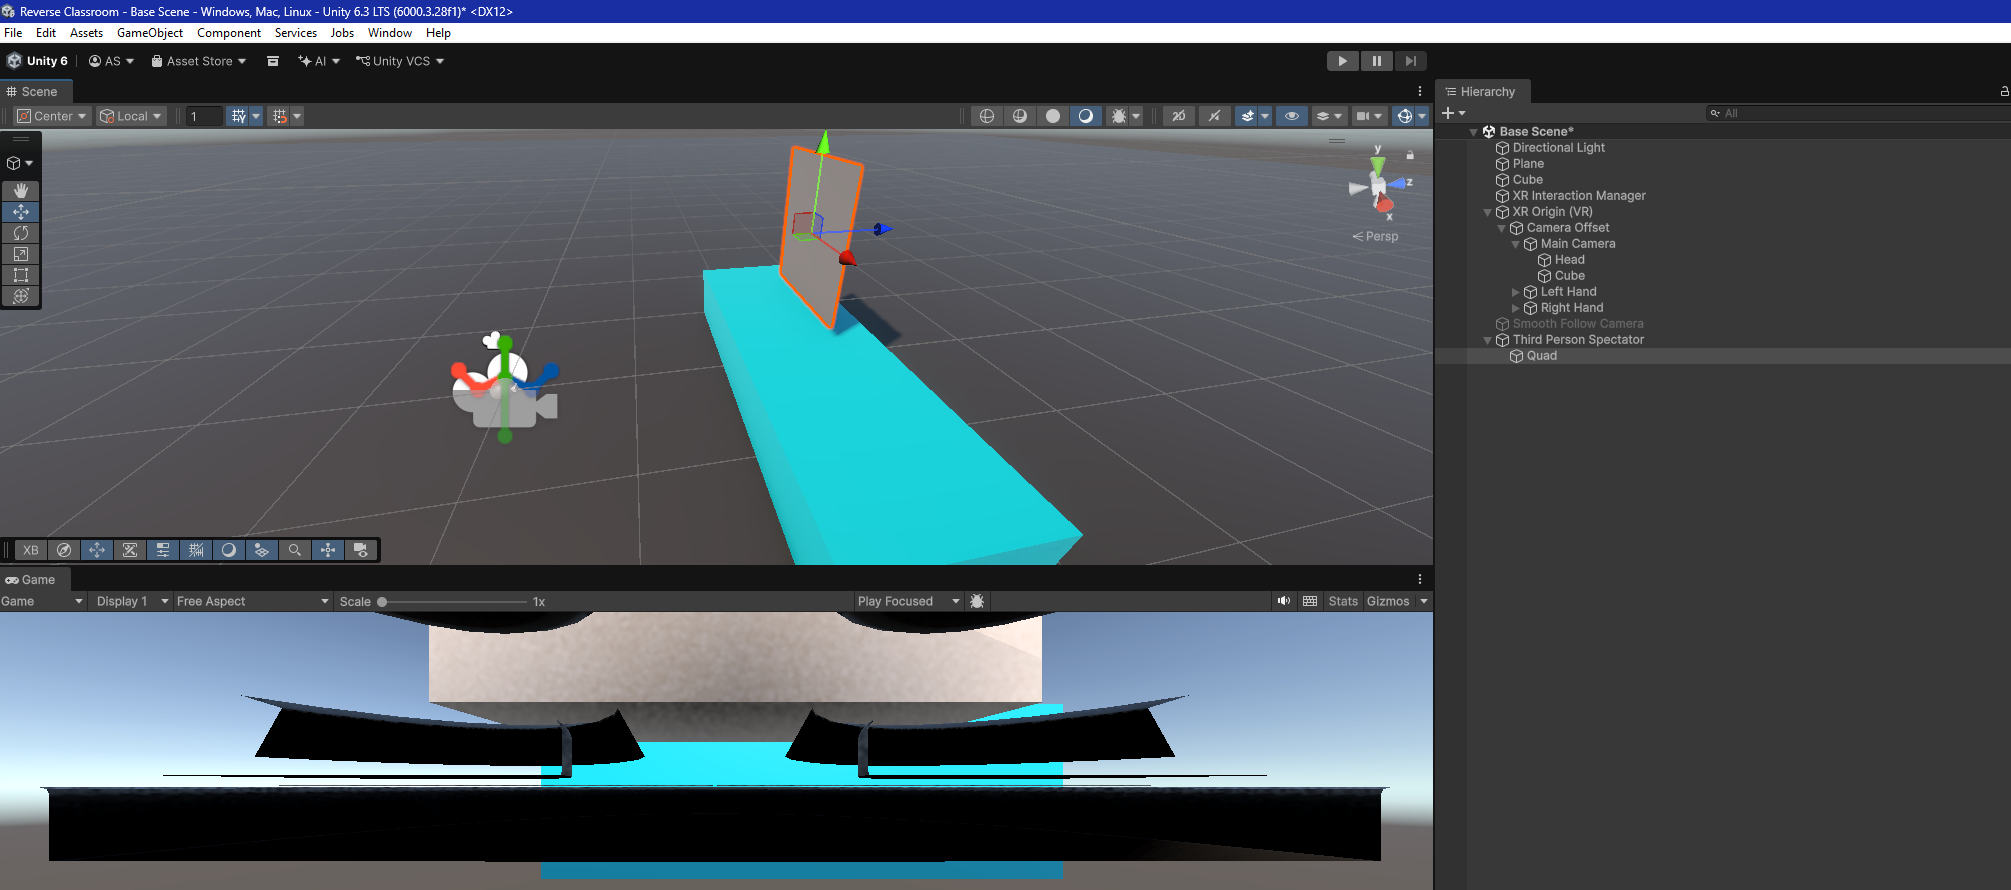 Reverse Classroom - Base Scene - Windows, Mac, Linux - Unity 6.3 LTS (6000.3.28f1)* <DX12>
File Edit Assets GameObject Component Services Jobs Window Help
Unity 6 AS Asset Store AI Unity VCS
Scene
Center Local 1 2D
y
z
x
Persp
XB
Game
Game Display 1 Free Aspect Scale 1x Play Focused Stats Gizmos
Hierarchy
All
Base Scene*
Directional Light
Plane
Cube
XR Interaction Manager
XR Origin (VR)
Camera Offset
Main Camera
Head
Cube
Left Hand
Right Hand
Smooth Follow Camera
Third Person Spectator
Quad